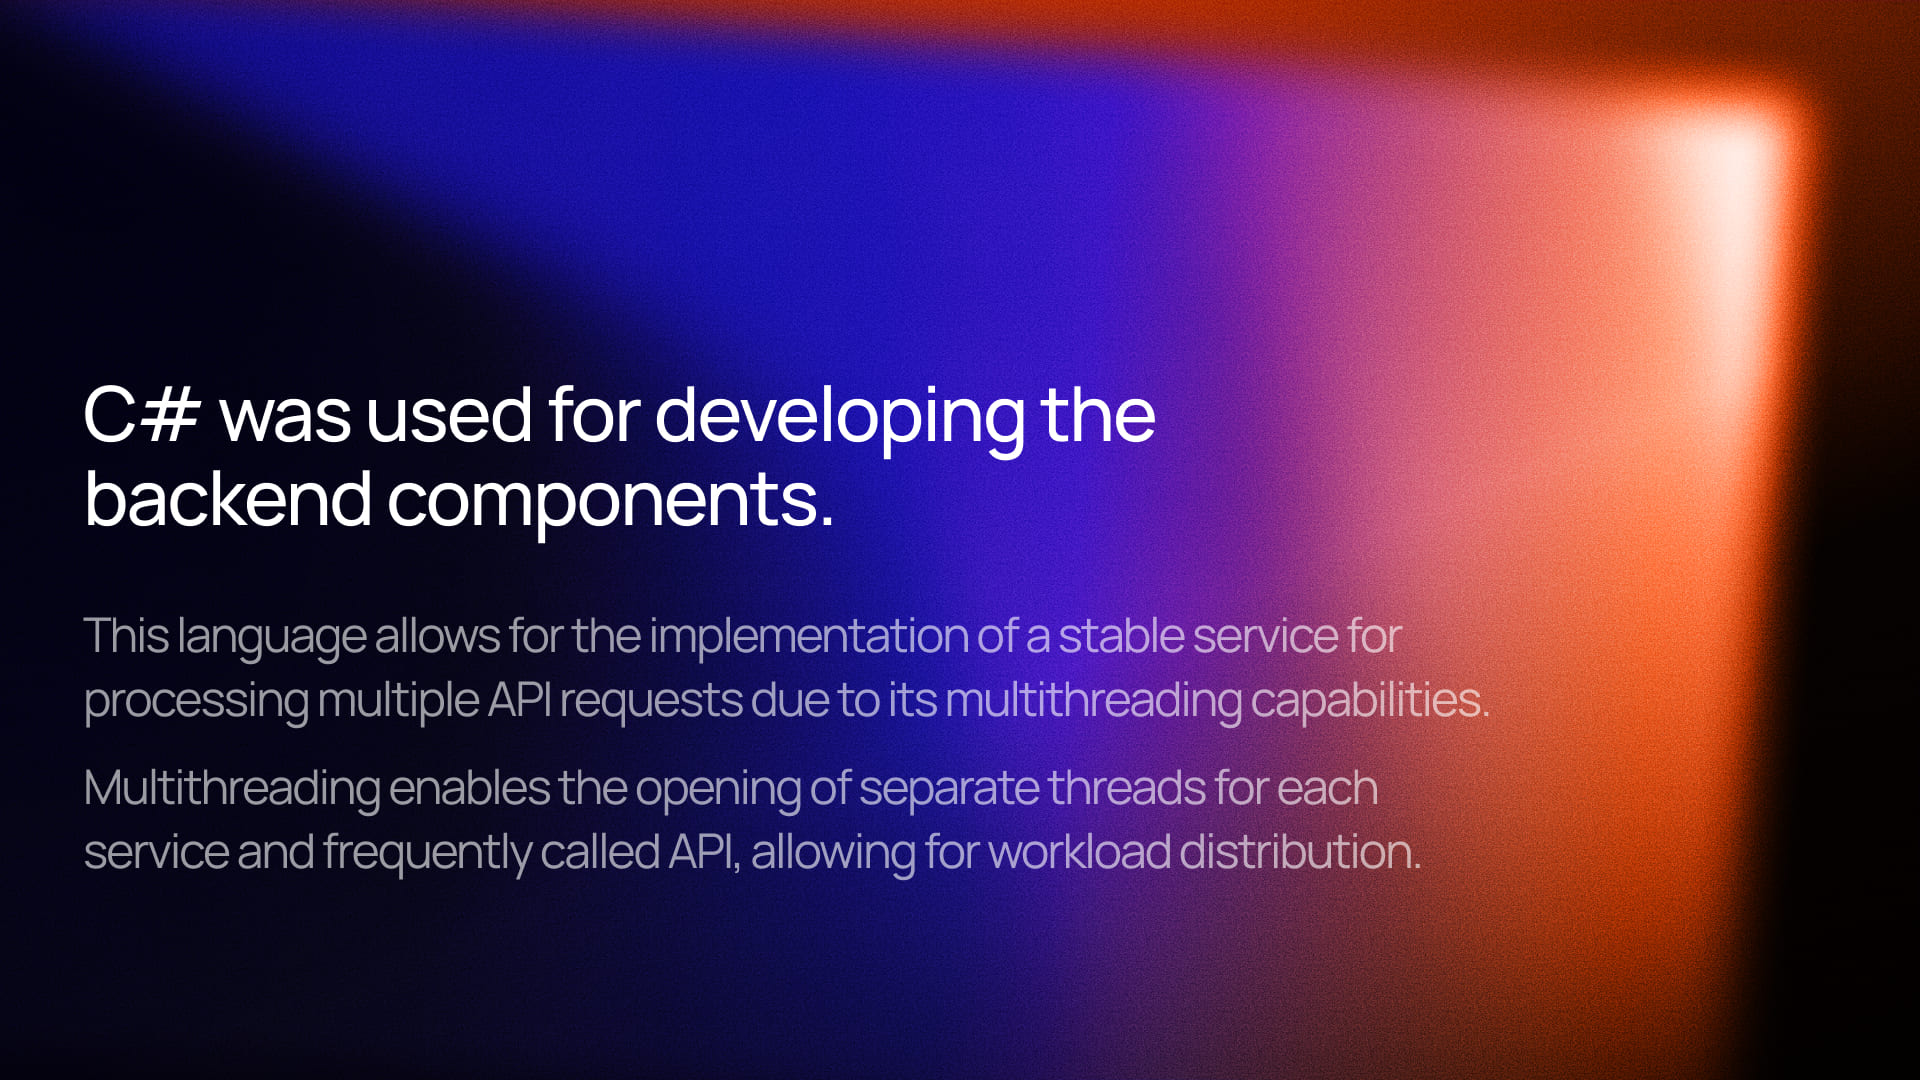 C# was used for developing the
backend components.
This language allows for the implementation of a stable service for
processing multiple API requests due to its multithreading capabilities.
Multithreading enables the opening of separate threads for each
service and frequently called API, allowing for workload distribution.